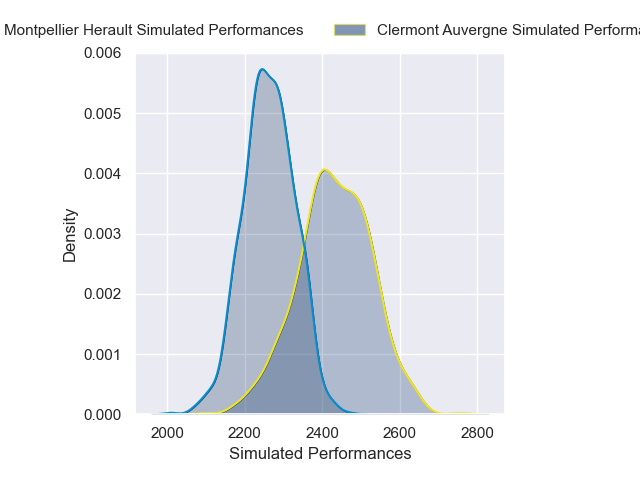 Montpellier Herault Simulated Performances
Clermont Auvergne Simulated
0.006
0.005
0.004
0.003
0.002
0.001
0.000
Density
2000 2200 2400 2600 2800
Simulated Performances